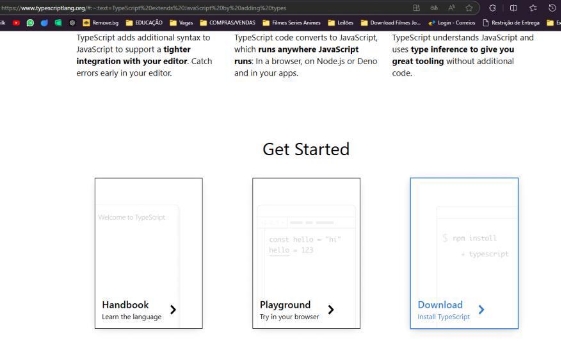 https://www.typescriptlang.org/#:~:text=TypeScript%20extends%20JavaScript%20by%20adding%20types
Removeo.bg EDUCAÇÃO Vagas COMPRAS/VENDAS Filmes Series Animes Leilões Download Filmes Jo... Login - Correios Restrição de Entrega
TypeScript adds additional syntax to
JavaScript to support a tighter
integration with your editor. Catch
errors early in your editor.
TypeScript code converts to JavaScript,
which runs anywhere JavaScript
runs: In a browser, on Node.js or Deno
and in your apps.
TypeScript understands JavaScript and
uses type inference to give you
great tooling without additional
code.
Get Started
Welcome to TypeScript
Handbook
Learn the language
const hello = "hi"
hello = 123
Playground
Try in your browser
$ npm install
+ typescript
Download
Install TypeScript